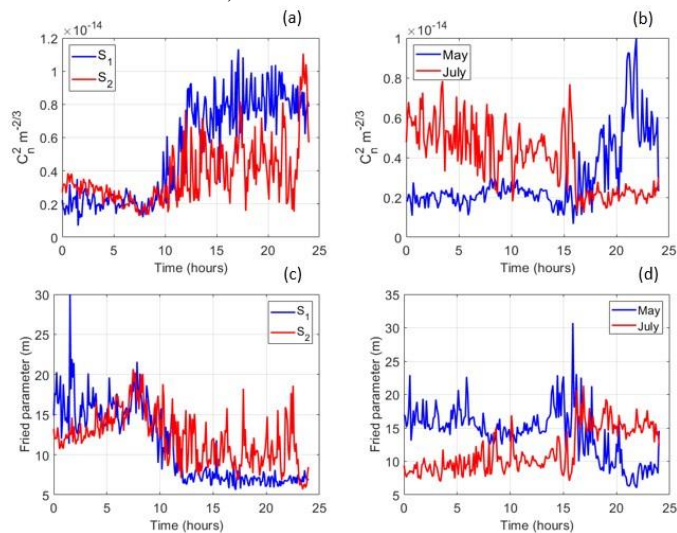 (a)
×10⁻¹⁴
C²ₙ m⁻²/³
1.2
1
0.8
0.6
0.4
0.2
0
S₁
S₂
0 5 10 15 20 25
Time (hours)
(b)
×10⁻¹⁴
C²ₙ m⁻²/³
1
0.8
0.6
0.4
0.2
0
May
July
0 5 10 15 20 25
Time (hours)
(c)
Fried parameter (m)
30
25
20
15
10
5
S₁
S₂
0 5 10 15 20 25
Time (hours)
(d)
Fried parameter (m)
35
30
25
20
15
10
5
May
July
0 5 10 15 20 25
Time (hours)